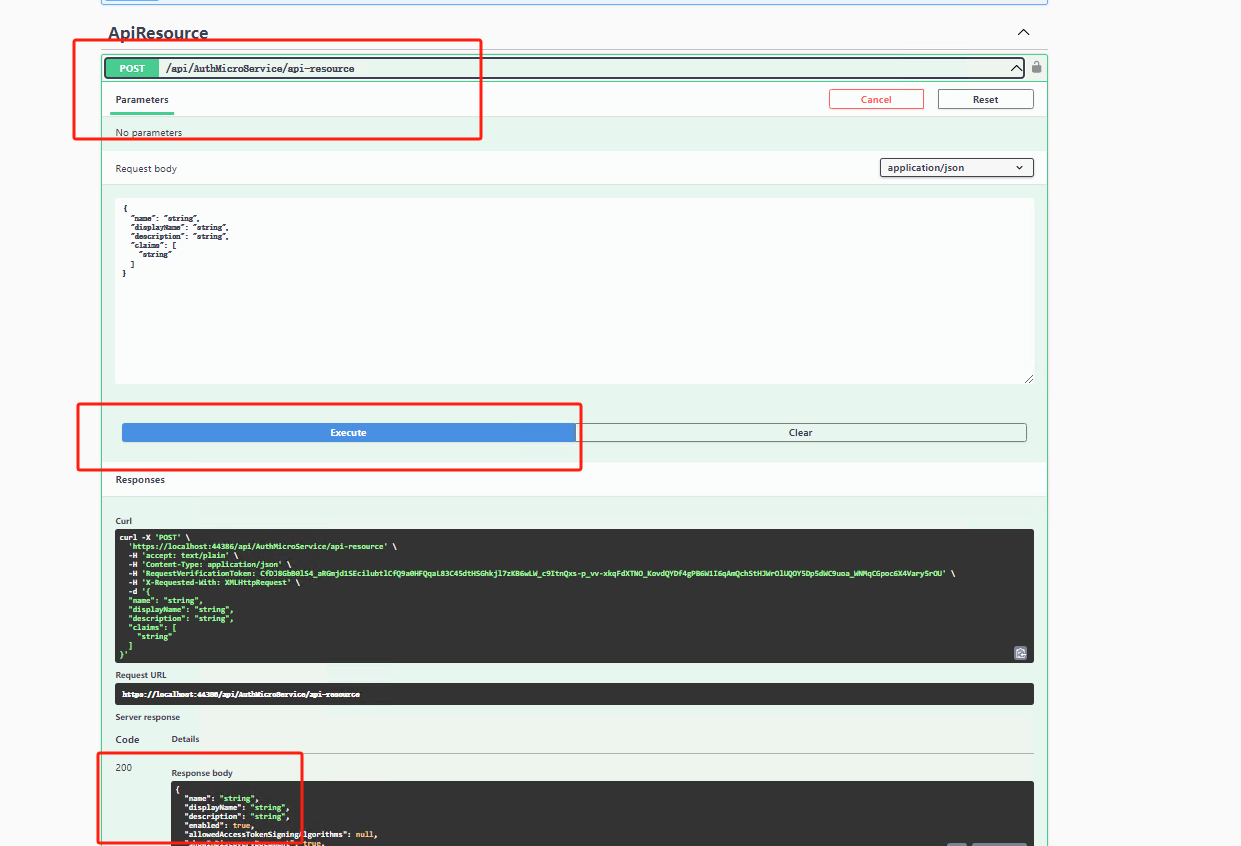 ApiResource
POST /api/AuthMicroService/api-resource
Parameters
Cancel
Reset
No parameters
Request body
application/json
{
"name": "string",
"displayName": "string",
"description": "string",
"claims": [
"string"
]
}
Execute
Clear
Responses
Curl
curl -X 'POST' \
'https://localhost:44386/api/AuthMicroService/api-resource' \
-H 'accept: text/plain' \
-H 'Content-Type: application/json' \
-H 'RequestVerificationToken:
-H 'X-Requested-With: XMLHttpRequest' \
-d '{
"name": "string",
"displayName": "string",
"description": "string",
"claims": [
"string"
]
}'
Request URL
https://localhost:44386/api/AuthMicroService/api-resource
Server response
Code
Details
200
Response body
{
"name": "string",
"displayName": "string",
"description": "string",
"enabled": true,
"allowedAccessTokenSigningAlgorithms": null,
true,